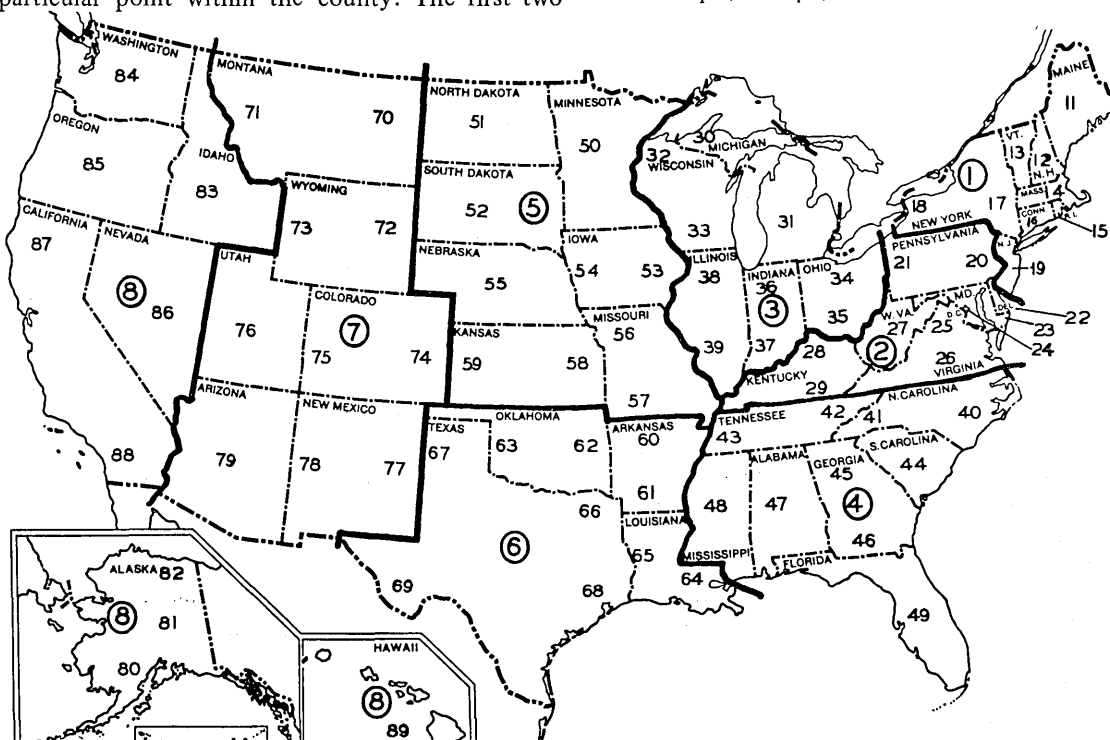 particular point within the county. The first two
WASHINGTON
84
MONTANA
71
70
NORTH DAKOTA
51
MINNESOTA
50
MAINE
11
OREGON
85
IDAHO
83
WYOMING
73
72
SOUTH DAKOTA
52
5
32
WISCONSIN
33
30
MICHIGAN
31
1
VT.
13
12
N.H.
MASS.
14
CONN.
16
R.I.
15
18
17
NEW YORK
CALIFORNIA
87
NEVADA
8
86
UTAH
76
NEBRASKA
55
IOWA
54
53
ILLINOIS
38
39
INDIANA
36
3
37
OHIO
34
35
PENNSYLVANIA
21
20
N.J.
19
COLORADO
7
75
74
KANSAS
59
58
MISSOURI
56
57
W. VA.
27
2
28
KENTUCKY
29
MD.
25
D.C.
DEL.
22
23
24
26
VIRGINIA
88
ARIZONA
79
NEW MEXICO
78
77
TEXAS
67
OKLAHOMA
63
62
ARKANSAS
60
61
TENNESSEE
43
42
41
N. CAROLINA
40
S. CAROLINA
44
ALABAMA
47
GEORGIA
45
4
46
48
MISSISSIPPI
66
LOUISIANA
65
64
6
69
68
FLORIDA
49
ALASKA 82
8
81
80
HAWAII
8
89